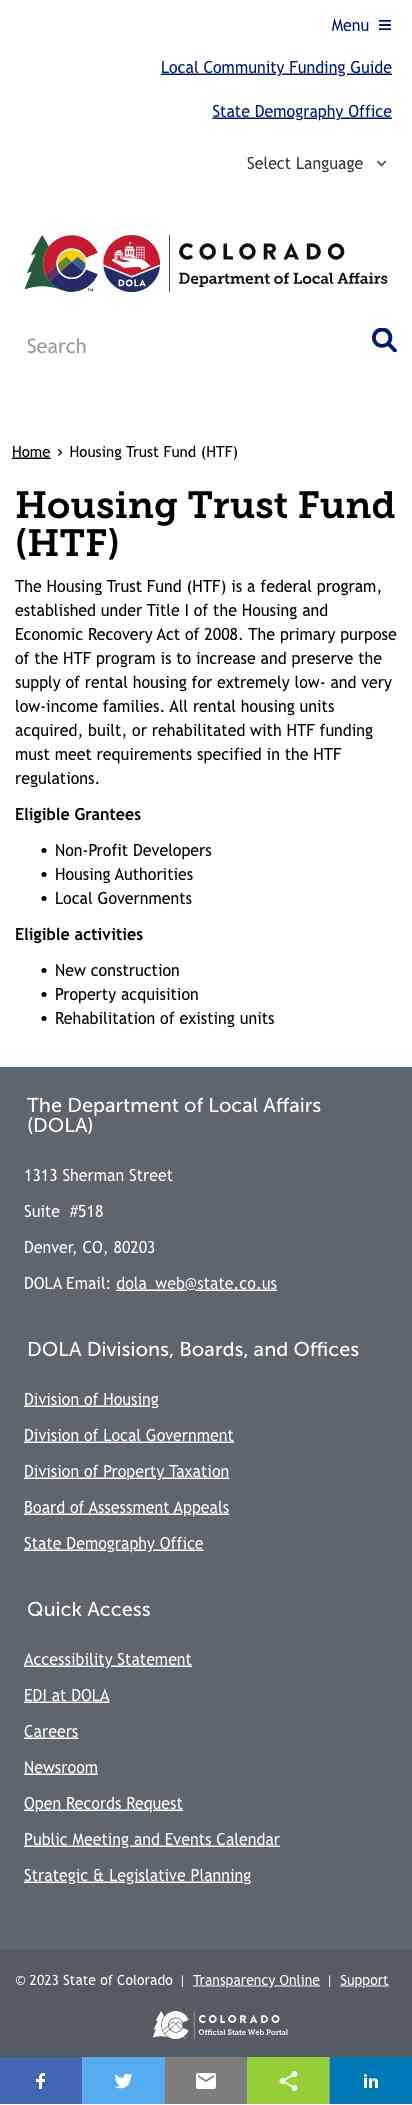 Menu
Local Community Funding Guide
State Demography Office
Select Language
DOLA
TM
COLORADO
Department of Local Affairs
Search
Home › Housing Trust Fund (HTF)
Housing Trust Fund
(HTF)
The Housing Trust Fund (HTF) is a federal program,
established under Title I of the Housing and
Economic Recovery Act of 2008. The primary purpose
of the HTF program is to increase and preserve the
supply of rental housing for extremely low- and very
low-income families. All rental housing units
acquired, built, or rehabilitated with HTF funding
must meet requirements specified in the HTF
regulations.
Eligible Grantees
• Non-Profit Developers
• Housing Authorities
• Local Governments
Eligible activities
• New construction
• Property acquisition
• Rehabilitation of existing units
The Department of Local Affairs
(DOLA)
1313 Sherman Street
Suite #518
Denver, CO, 80203
DOLA Email: dola_web@state.co.us
DOLA Divisions, Boards, and Offices
Division of Housing
Division of Local Government
Division of Property Taxation
Board of Assessment Appeals
State Demography Office
Quick Access
Accessibility Statement
EDI at DOLA
Careers
Newsroom
Open Records Request
Public Meeting and Events Calendar
Strategic & Legislative Planning
© 2023 State of Colorado | Transparency Online | Support
COLORADO
Official State Web Portal